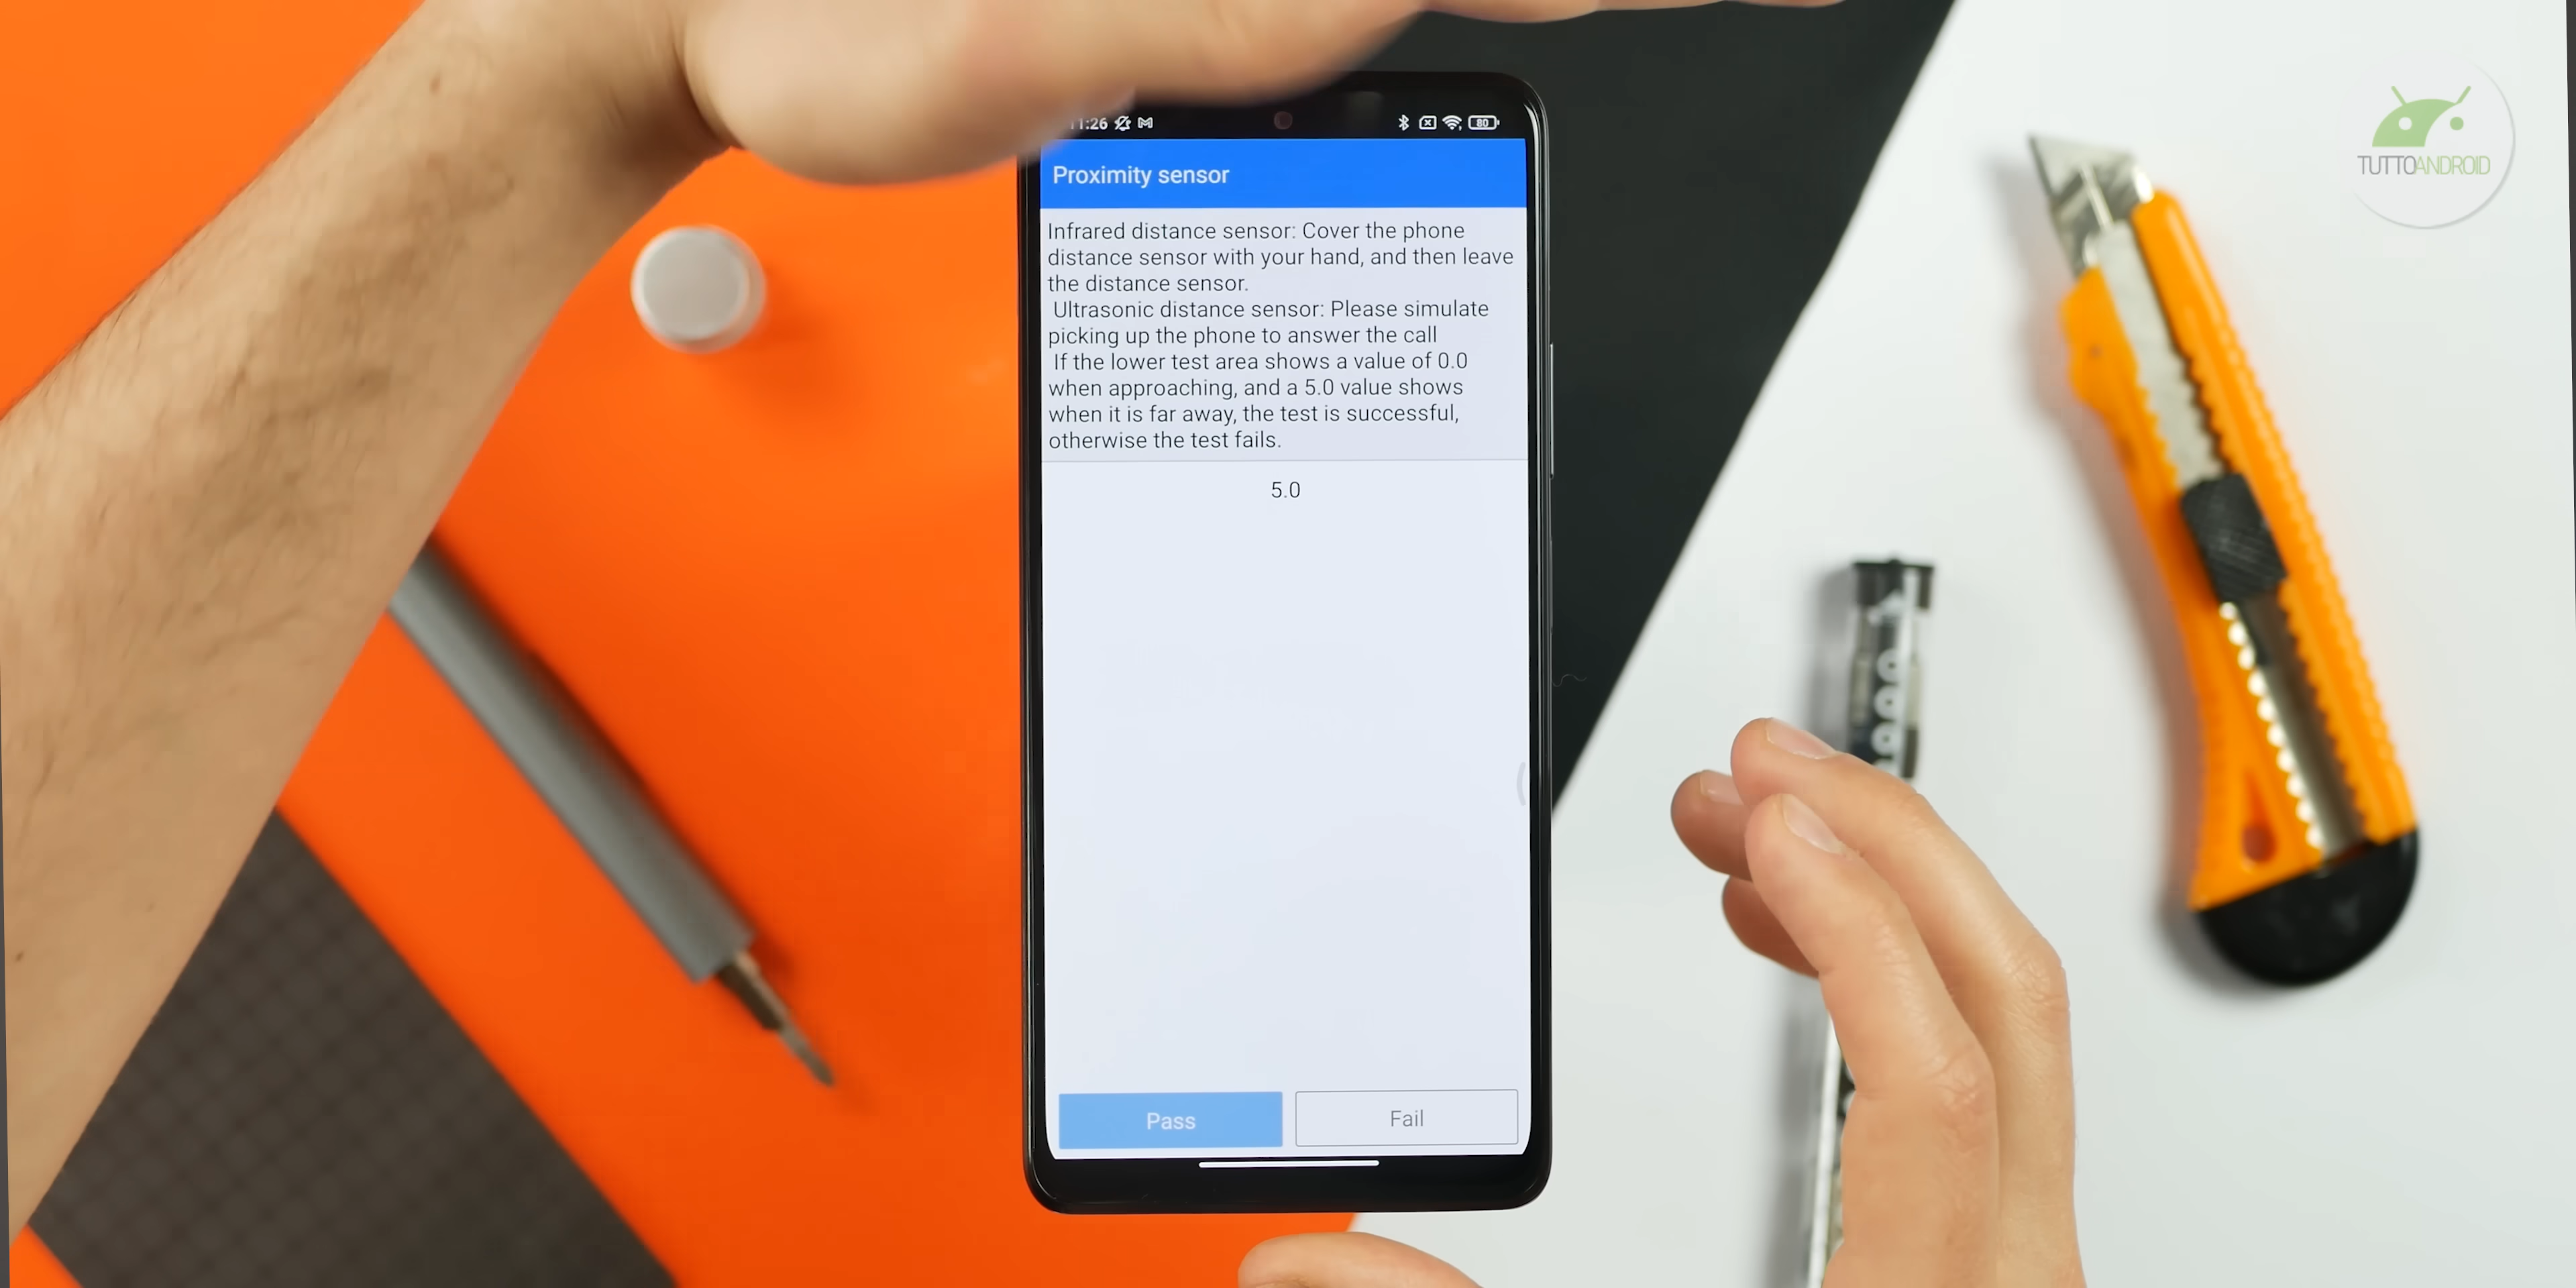 11:26
80
Proximity sensor
Infrared distance sensor: Cover the phone
distance sensor with your hand, and then leave
the distance sensor.
Ultrasonic distance sensor: Please simulate
picking up the phone to answer the call
If the lower test area shows a value of 0.0
when approaching, and a 5.0 value shows
when it is far away, the test is successful,
otherwise the test fails.
5.0
Pass
Fail
TUTTOANDROID